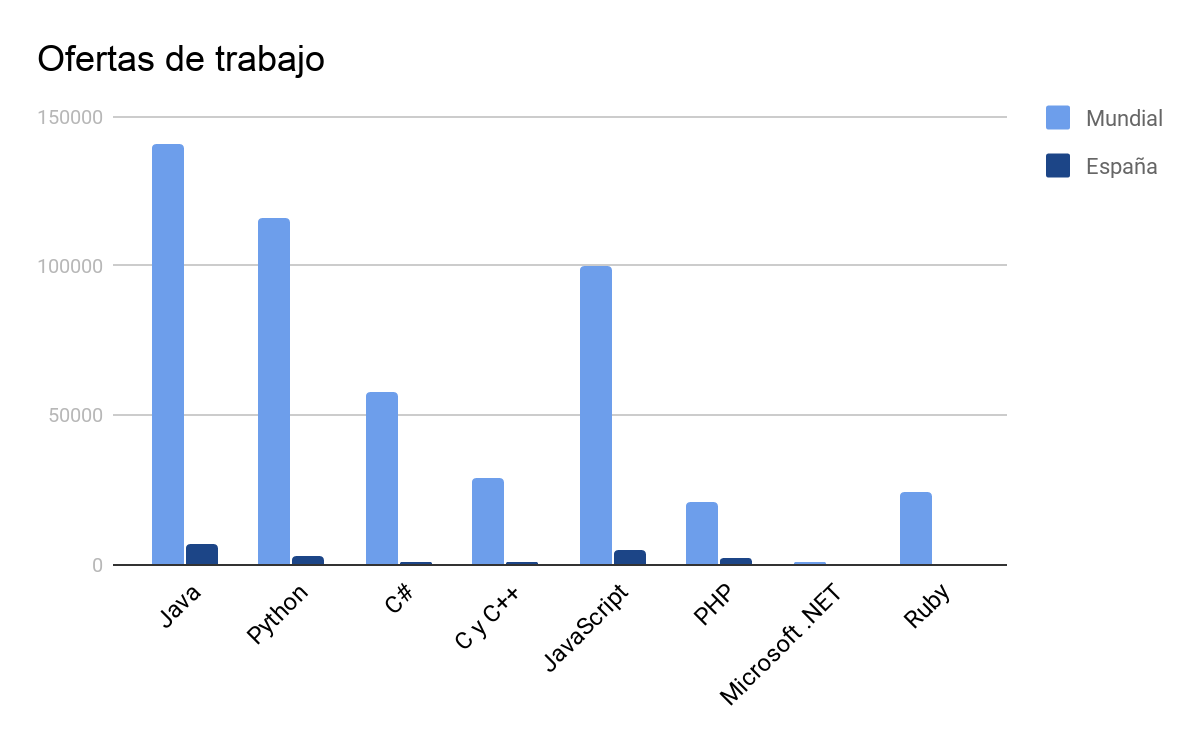 Ofertas de trabajo
150000
100000
50000
0
Mundial
España
Java
Python
C#
C y C++
JavaScript
PHP
Microsoft .NET
Ruby